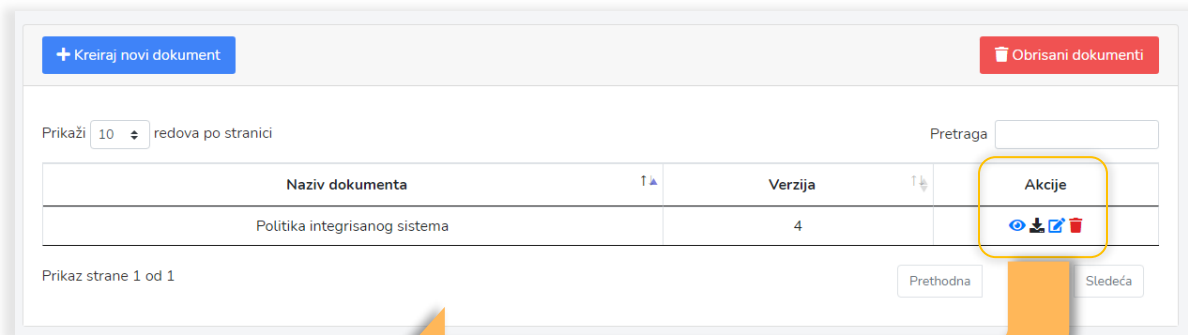 Kreiraj novi dokument
Obrisani dokumenti
Prikaži 10 redova po stranici
Pretraga
Naziv dokumenta Verzija Akcije
Politika integrisanog sistema 4
Prikaz strane 1 od 1
Prethodna Sledeća